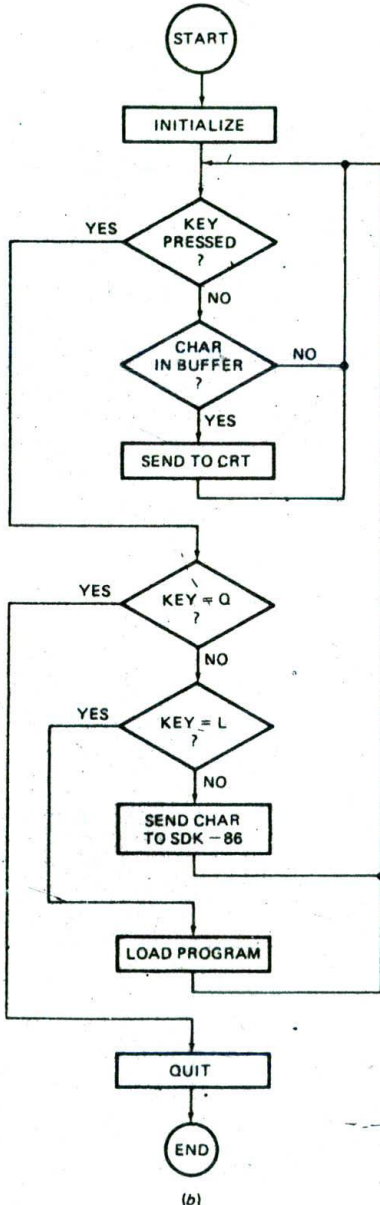 START
INITIALIZE
YES
KEY
PRESSED
?
NO
CHAR
IN BUFFER
?
NO
YES
SEND TO CRT
YES
KEY = Q
?
NO
YES
KEY = L
?
NO
SEND CHAR
TO SDK – 86
LOAD PROGRAM
QUIT
END
(b)